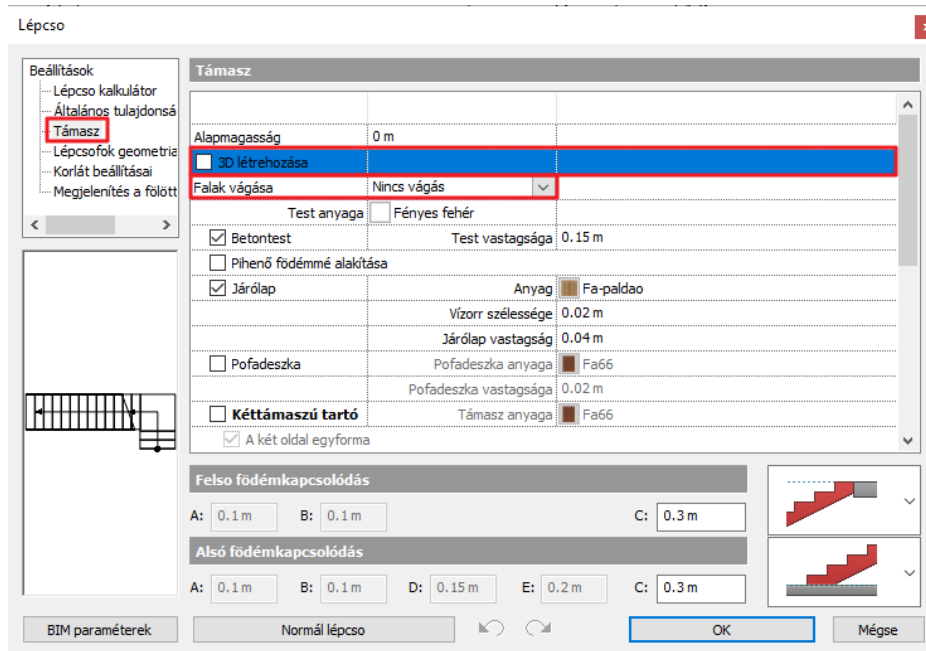 Lépcso
Beállítások
Lépcso kalkulátor
Általános tulajdonsá
Támasz
Lépcsofok geometria
Korlát beállításai
Megjelenítés a fölött
Támasz
Alapmagasság 0 m
3D létrehozása
Falak vágása Nincs vágás
Test anyaga Fényes fehér
Betontest Test vastagsága 0.15 m
Pihenő födémmé alakítása
Járólap Anyag Fa-paldao
Vízorr szélessége 0.02 m
Járólap vastagság 0.04 m
Pofadeszka Pofadeszka anyaga Fa66
Pofadeszka vastagsága 0.02 m
Kéttámaszú tartó Támasz anyaga Fa66
A két oldal egyforma
Felso födémkapcsolódás
A: 0.1 m B: 0.1 m C: 0.3 m
Alsó födémkapcsolódás
A: 0.1 m B: 0.1 m D: 0.15 m E: 0.2 m C: 0.3 m
BIM paraméterek Normál lépcso OK Mégse